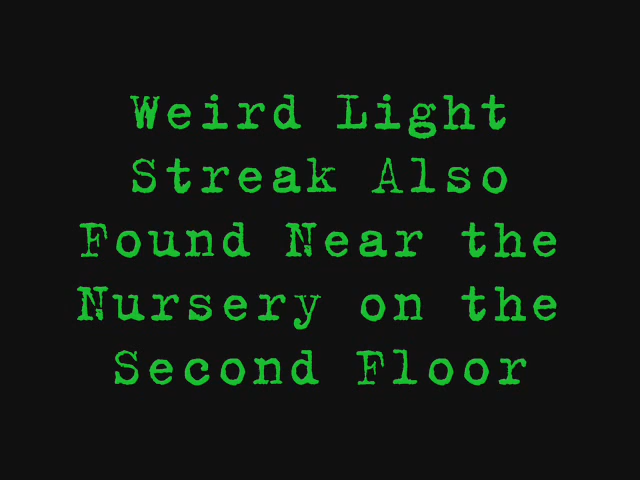 Weird Light
Streak Also
Found Near the
Nursery on the
Second Floor